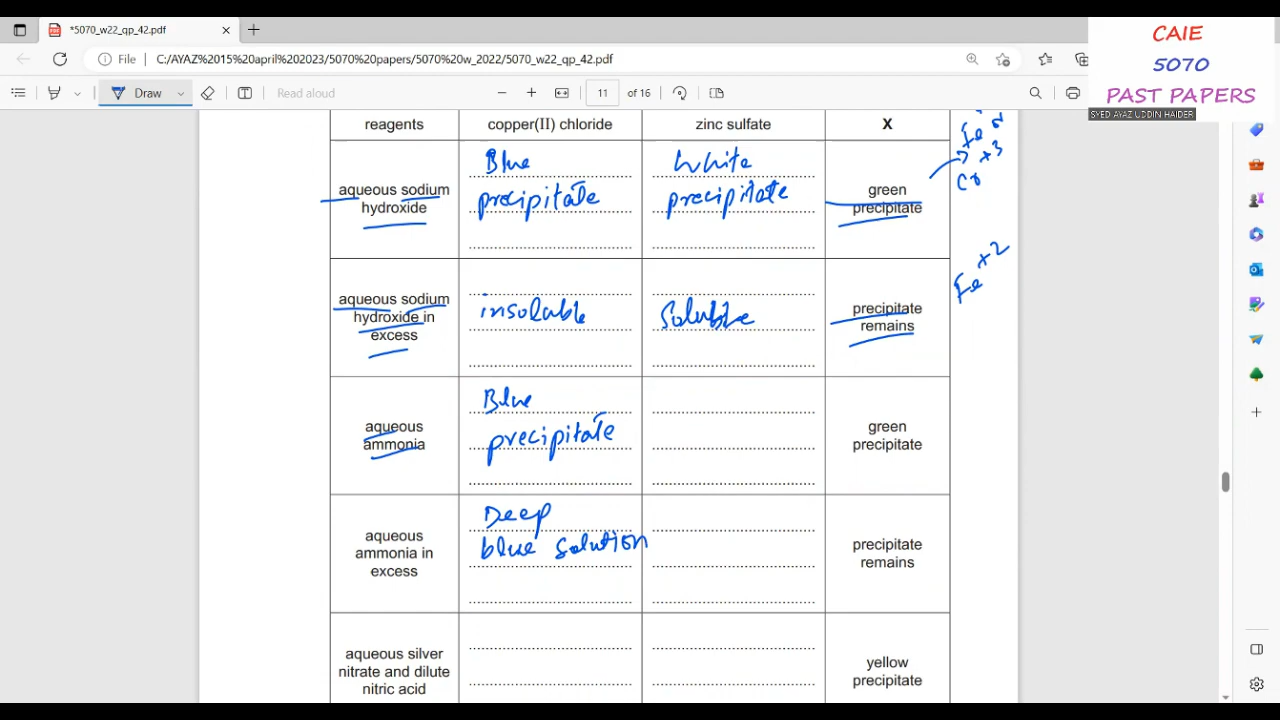 *5070_w22_qp_42.pdf
File
C:/AYAZ%2015%20april%202023/5070%20papers/5070%20w_2022/5070_w22_qp_42.pdf
Draw
Read aloud
11
of 16
CAIE
5070
PAST PAPERS
SYED AYAZ UDDIN HAIDER
reagents
copper(II) chloride
zinc sulfate
X
aqueous sodium
hydroxide
Blue
precipitate
White
precipitate
green
precipitate
Fe
Cr +3
aqueous sodium
hydroxide in
excess
insoluble
Soluble
precipitate
remains
Fe +2
aqueous
ammonia
Blue
precipitate
green
precipitate
aqueous
ammonia in
excess
Deep
blue solution
precipitate
remains
aqueous silver
nitrate and dilute
nitric acid
yellow
precipitate